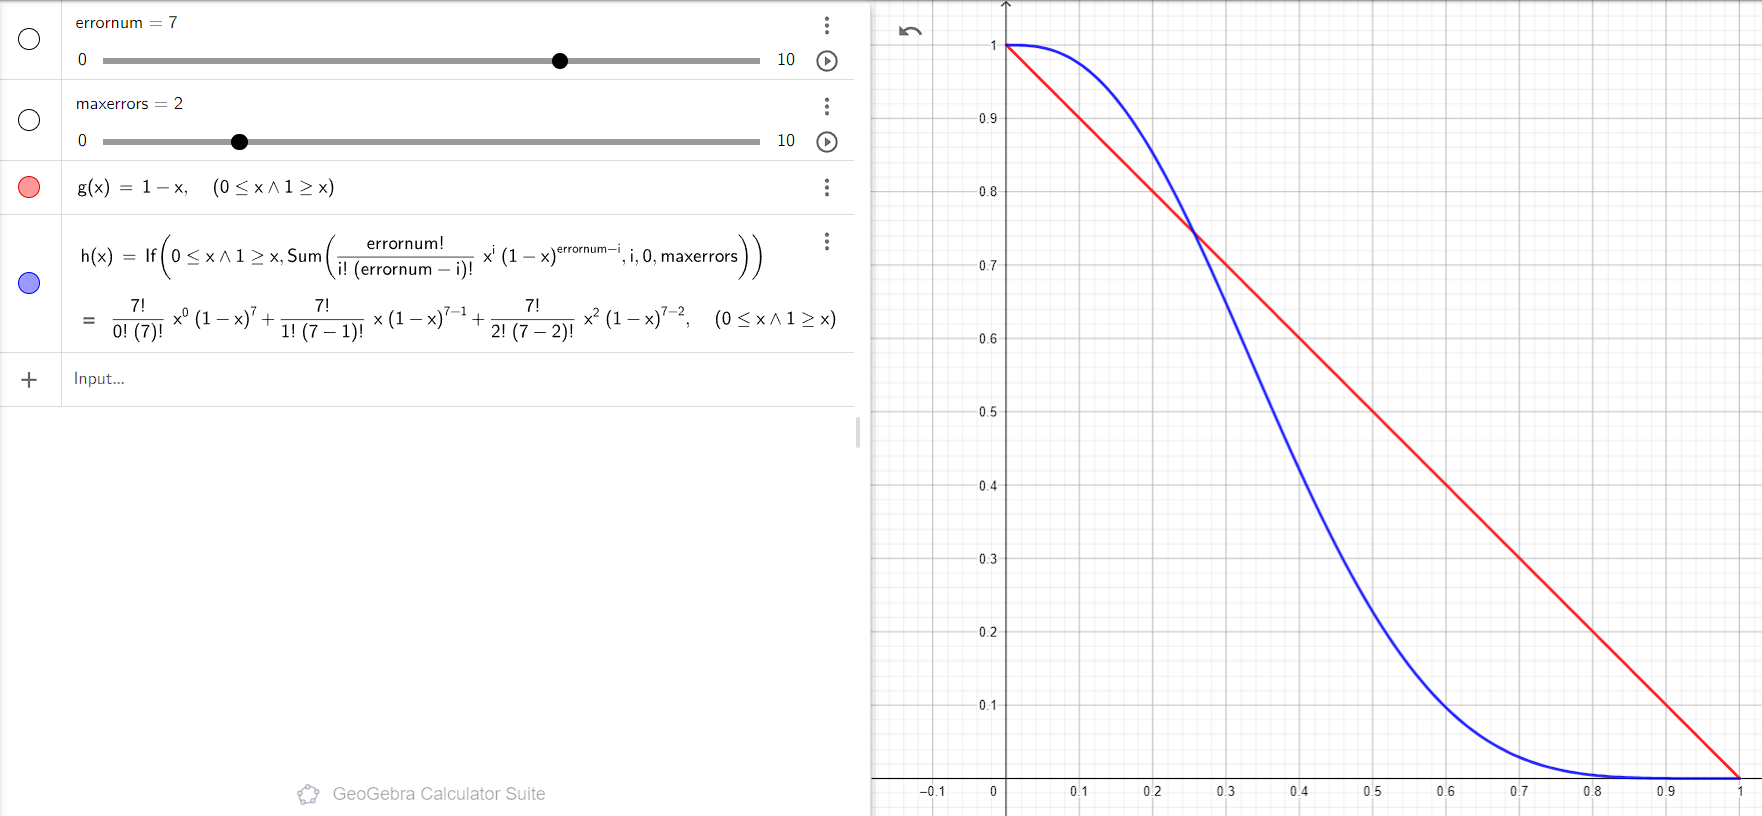 errornum = 7
0 10
maxerrors = 2
0 10
g(x) = 1 − x, (0 ≤ x ∧ 1 ≥ x)
h(x) = If(0 ≤ x ∧ 1 ≥ x, Sum(errornum!/(i! (errornum − i)!) x^i (1 − x)^(errornum−i), i, 0, maxerrors))
= 7!/(0! (7)!) x^0 (1 − x)^7 + 7!/(1! (7 − 1)!) x (1 − x)^(7−1) + 7!/(2! (7 − 2)!) x^2 (1 − x)^(7−2), (0 ≤ x ∧ 1 ≥ x)
+ Input...
GeoGebra Calculator Suite
1
0.9
0.8
0.7
0.6
0.5
0.4
0.3
0.2
0.1
−0.1 0 0.1 0.2 0.3 0.4 0.5 0.6 0.7 0.8 0.9 1